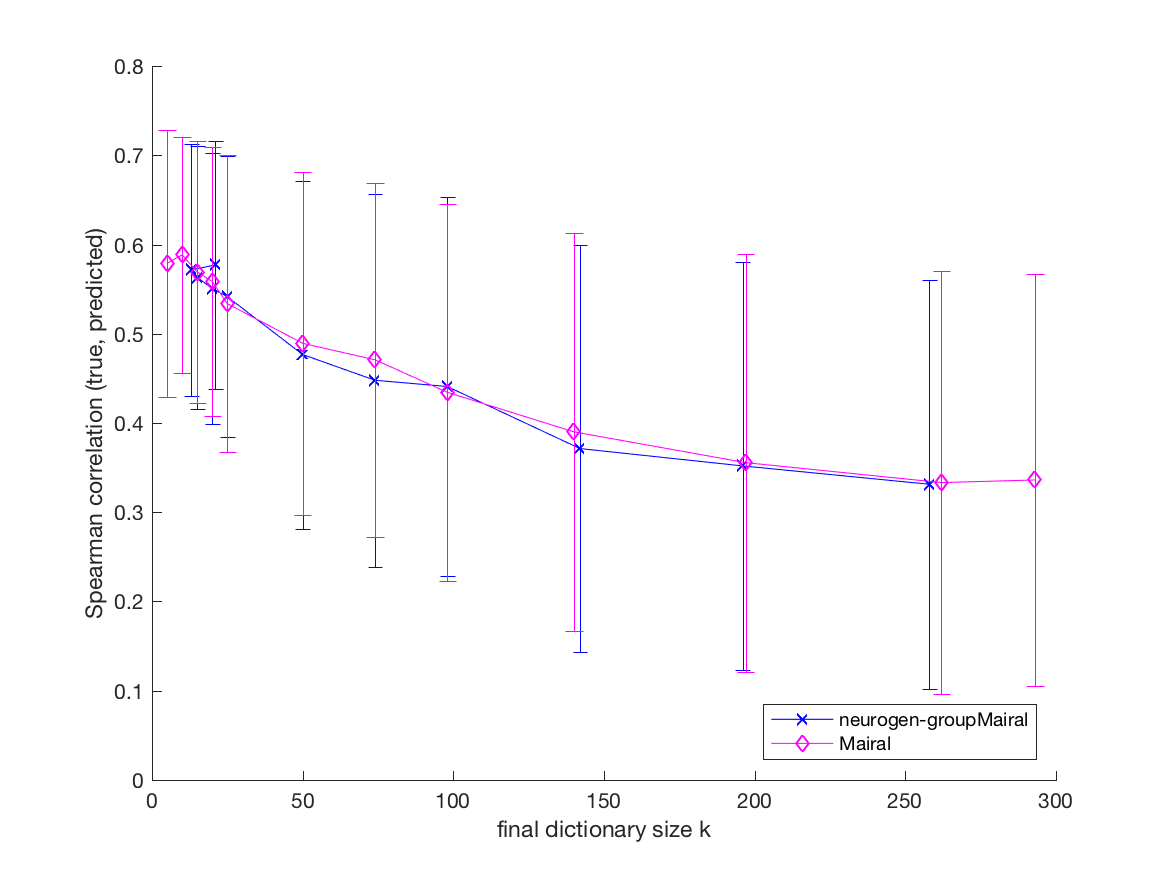 0.8
0.7
0.6
0.5
0.4
0.3
0.2
0.1
0
Spearman correlation (true, predicted)
0 50 100 150 200 250 300
final dictionary size k
neurogen-groupMairal
Mairal